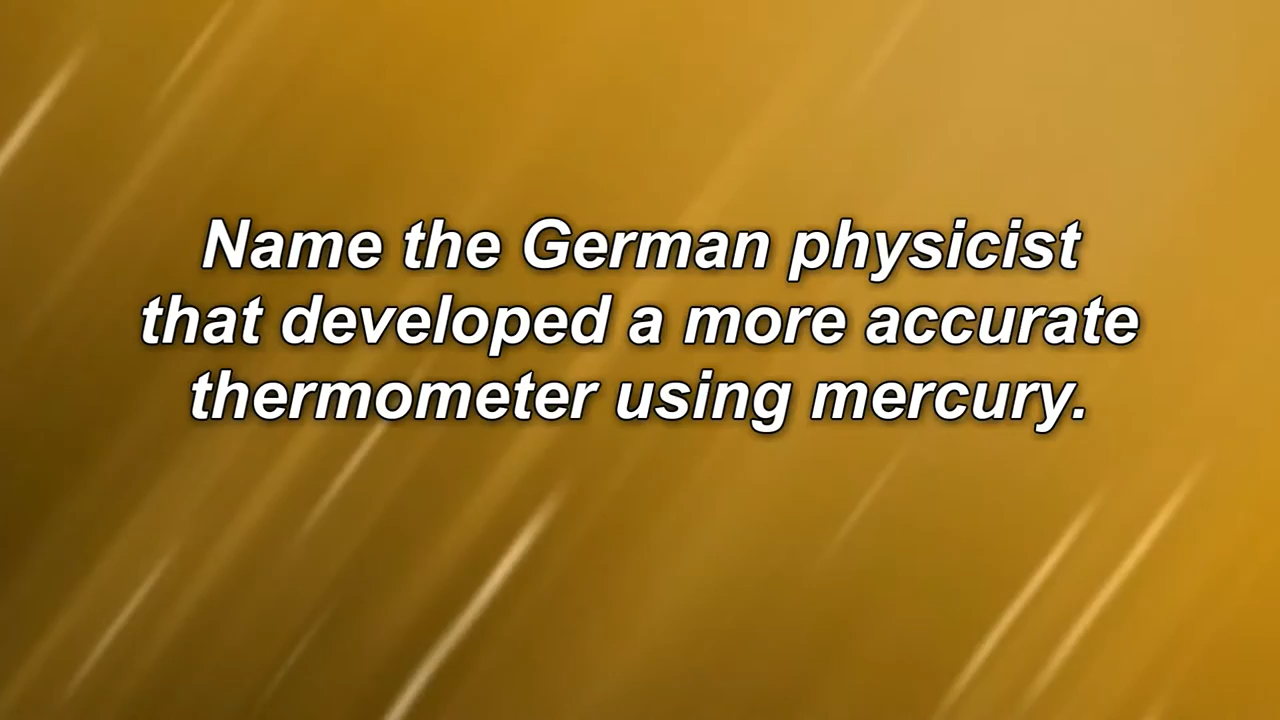 Name the German physicist
that developed a more accurate
thermometer using mercury.